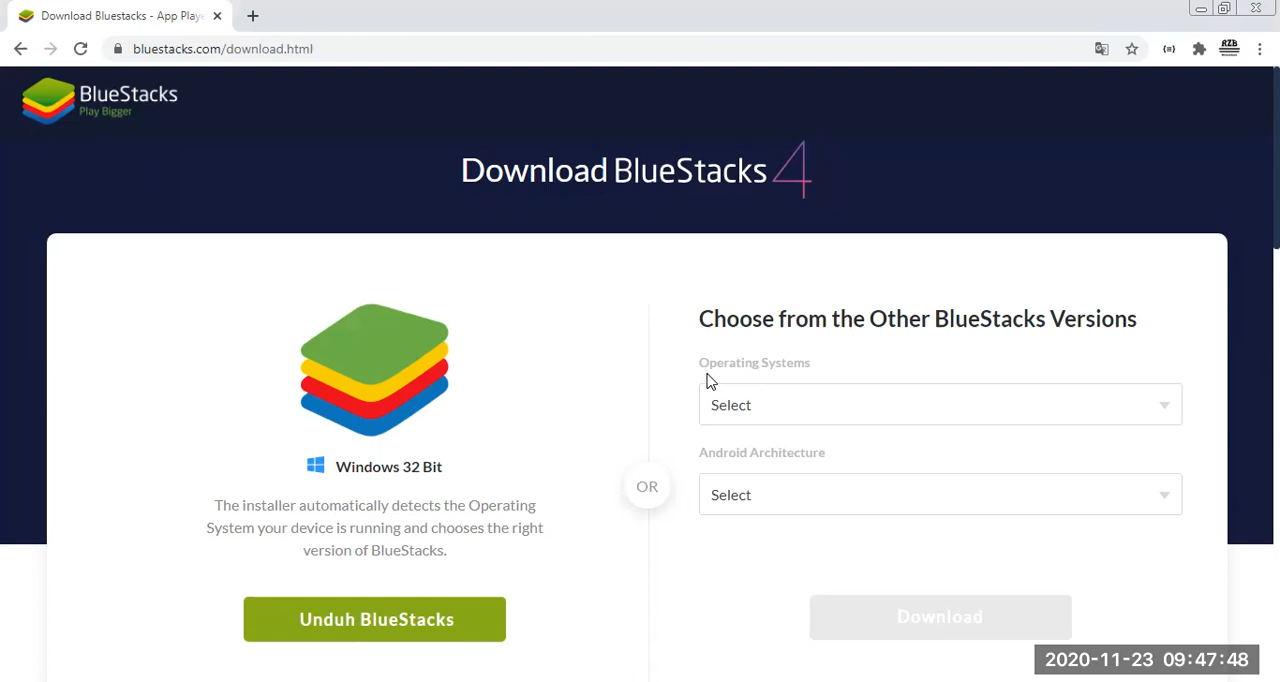 Download Bluestacks - App Playe
bluestacks.com/download.html
RZB
BlueStacks
Play Bigger
Download BlueStacks 4
Choose from the Other BlueStacks Versions
Operating Systems
Select
Android Architecture
Select
Download
OR
Windows 32 Bit
The installer automatically detects the Operating
System your device is running and chooses the right
version of BlueStacks.
Unduh BlueStacks
2020-11-23 09:47:48